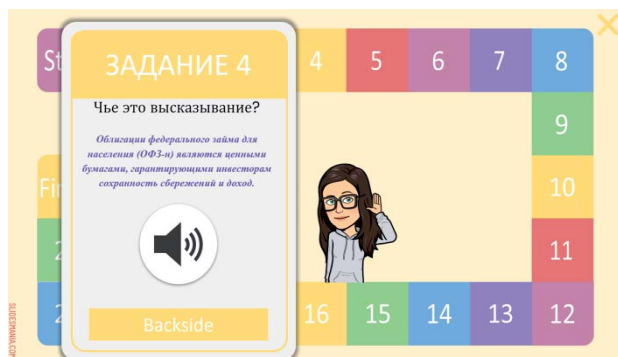 St
ЗАДАНИЕ 4
4
5
6
7
8
Чье это высказывание?
9
Облигации федерального займа для
населения (ОФЗ-н) являются ценными
бумагами, гарантирующими инвесторам
сохранность сбережений и доход.
Fi
10
2
11
2
Backside
16
15
14
13
12
SLIDESMANIA.COM